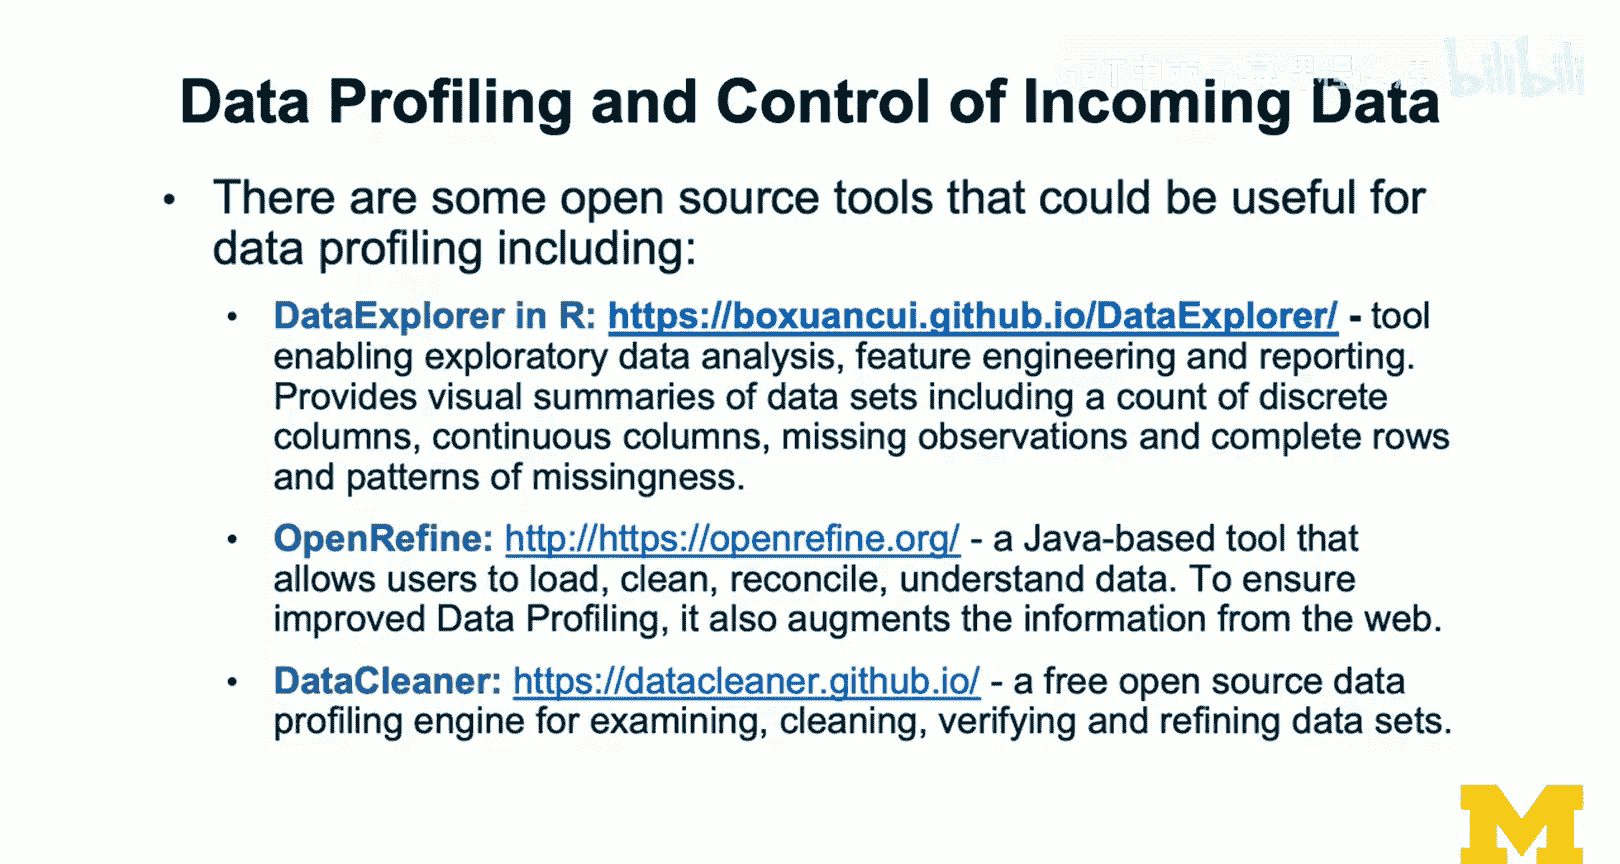 Data Profiling and Control of Incoming Data
bilibili
• There are some open source tools that could be useful for
data profiling including:
• DataExplorer in R: https://boxuancui.github.io/DataExplorer/ - tool
enabling exploratory data analysis, feature engineering and reporting.
Provides visual summaries of data sets including a count of discrete
columns, continuous columns, missing observations and complete rows
and patterns of missingness.
• OpenRefine: http://https://openrefine.org/ - a Java-based tool that
allows users to load, clean, reconcile, understand data. To ensure
improved Data Profiling, it also augments the information from the web.
• DataCleaner: https://datacleaner.github.io/ - a free open source data
profiling engine for examining, cleaning, verifying and refining data sets.
M